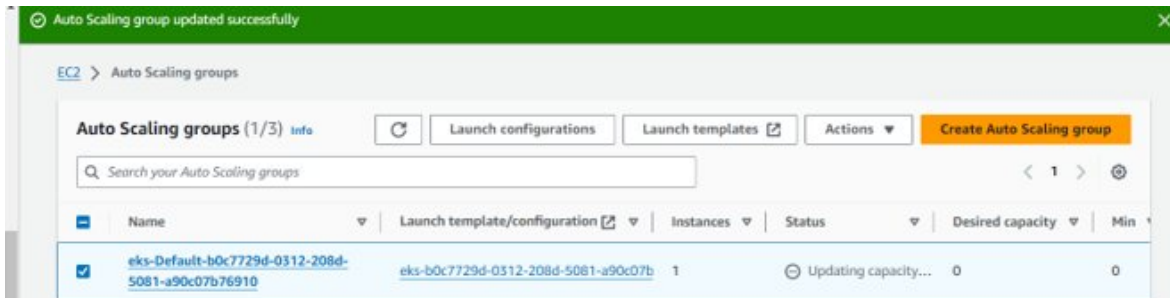 Auto Scaling group updated successfully
EC2 > Auto Scaling groups
Auto Scaling groups (1/3) Info
Launch configurations
Launch templates
Actions
Create Auto Scaling group
Search your Auto Scaling groups
1
Name
Launch template/configuration
Instances
Status
Desired capacity
Min
eks-Default-b0c7729d-0312-208d-
5081-a90c07b76910
eks-b0c7729d-0312-208d-5081-a90c07b
1
Updating capacity...
0
0